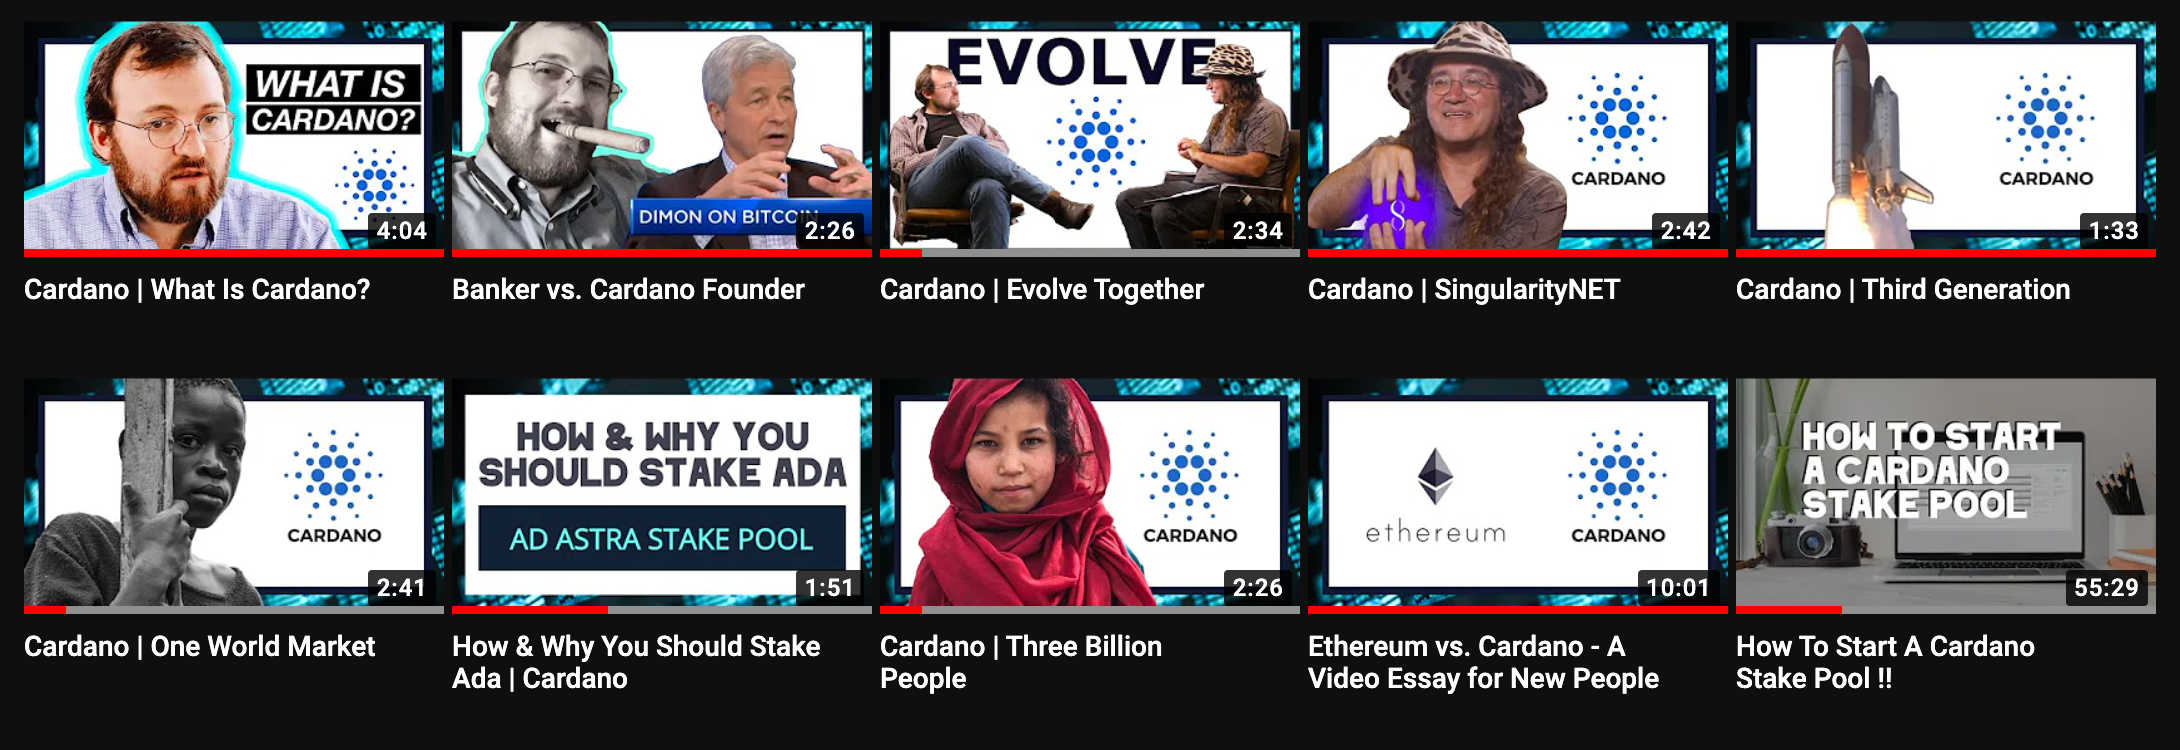 WHAT IS
CARDANO?
4:04
DIMON ON BITCOIN
2:26
EVOLVE
2:34
CARDANO
2:42
CARDANO
1:33
Cardano | What Is Cardano?
Banker vs. Cardano Founder
Cardano | Evolve Together
Cardano | SingularityNET
Cardano | Third Generation
CARDANO
2:41
HOW & WHY YOU
SHOULD STAKE ADA
AD ASTRA STAKE POOL
1:51
CARDANO
2:26
ethereum
CARDANO
10:01
HOW TO START
A CARDANO
STAKE POOL
55:29
Cardano | One World Market
How & Why You Should Stake
Ada | Cardano
Cardano | Three Billion
People
Ethereum vs. Cardano - A
Video Essay for New People
How To Start A Cardano
Stake Pool !!